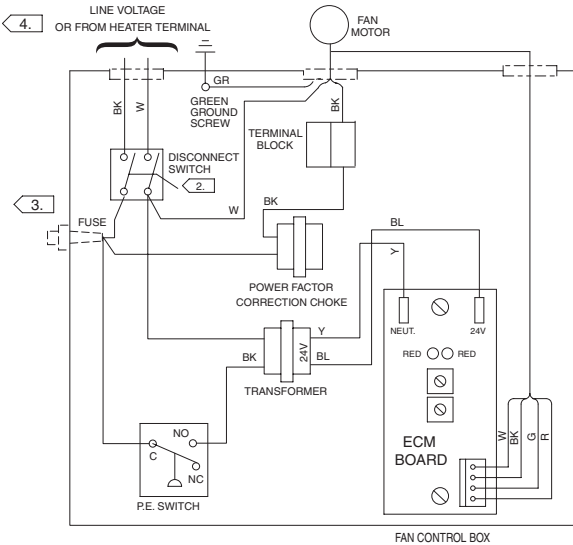 LINE VOLTAGE
OR FROM HEATER TERMINAL
4.
FAN
MOTOR
GR
GREEN
GROUND
SCREW
BK
W
BK
TERMINAL
BLOCK
DISCONNECT
SWITCH
2.
3.
W
BK
FUSE
BL
Y
POWER FACTOR
CORRECTION CHOKE
NEUT.
24V
Y
BK
24V
BL
RED
RED
TRANSFORMER
NO
C
NC
W
BK
G
R
ECM
BOARD
P.E. SWITCH
FAN CONTROL BOX